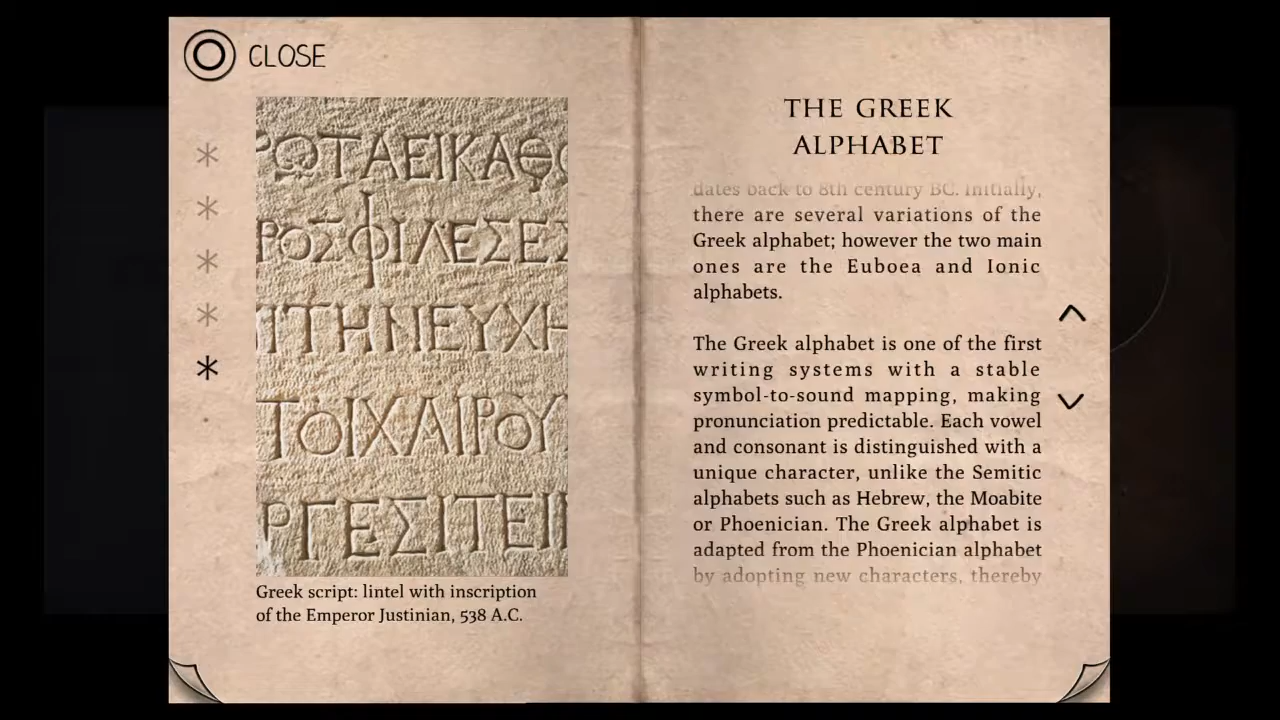 CLOSE
ΡΩΤΑΕΙΚΑΘΟ
ΡΟΣΦΙΛΕΣΕΣ
ΙΤΗΝΕΥΧΗ
ΤΟΙΧΑΙΡΟΥ
ΡΓΕΣΙΤΕΙΝ
Greek script: lintel with inscription
of the Emperor Justinian, 538 A.C.
THE GREEK
ALPHABET
dates back to 8th century BC. Initially,
there are several variations of the
Greek alphabet; however the two main
ones are the Euboea and Ionic
alphabets.
The Greek alphabet is one of the first
writing systems with a stable
symbol-to-sound mapping, making
pronunciation predictable. Each vowel
and consonant is distinguished with a
unique character, unlike the Semitic
alphabets such as Hebrew, the Moabite
or Phoenician. The Greek alphabet is
adapted from the Phoenician alphabet
by adopting new characters, thereby